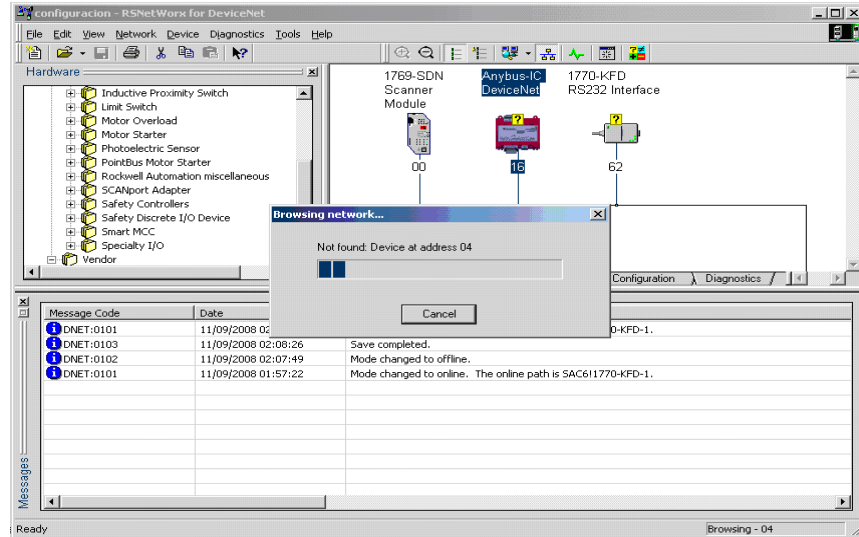 configuracion - RSNetWorx for DeviceNet
File Edit View Network Device Diagnostics Tools Help
Hardware
Inductive Proximity Switch
Limit Switch
Motor Overload
Motor Starter
Photoelectric Sensor
PointBus Motor Starter
Rockwell Automation miscellaneous
SCANport Adapter
Safety Controllers
Safety Discrete I/O Device
Smart MCC
Specialty I/O
Vendor
1769-SDN
Scanner
Module
00
Anybus-IC
DeviceNet
16
1770-KFD
RS232 Interface
62
Configuration Diagnostics
Browsing network...
Not found: Device at address 04
Cancel
Messages
Message Code Date
DNET:0101 11/09/2008 02 0-KFD-1.
DNET:0103 11/09/2008 02:08:26 Save completed.
DNET:0102 11/09/2008 02:07:49 Mode changed to offline.
DNET:0101 11/09/2008 01:57:22 Mode changed to online. The online path is SAC6!1770-KFD-1.
Ready Browsing - 04